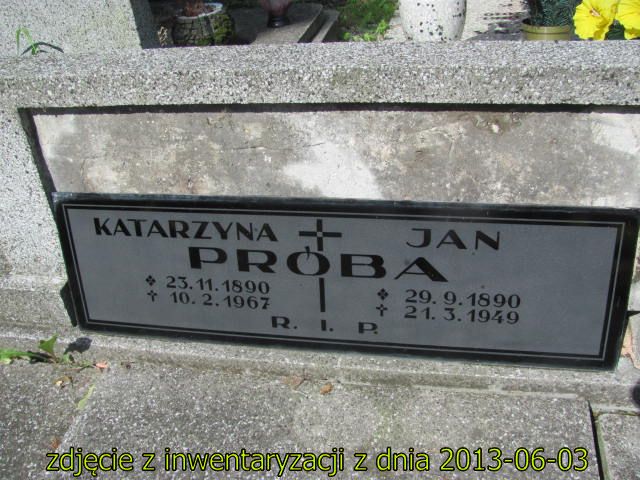 KATARZYNA JAN
PRÓBA
23.11.1890 29.9.1890
† 10.2.1967 † 21.3.1949
R. I. P.
zdjęcie z inwentaryzacji z dnia 2013-06-03